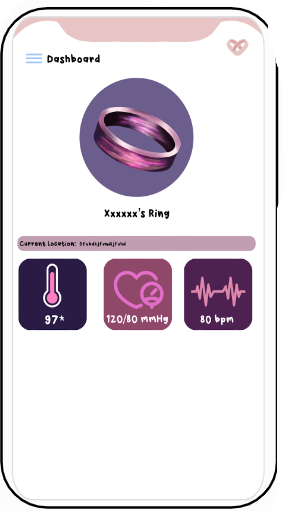 Dashboard
Xxxxxx's Ring
Current Location:
97*
120/80 mmHg
80 bpm